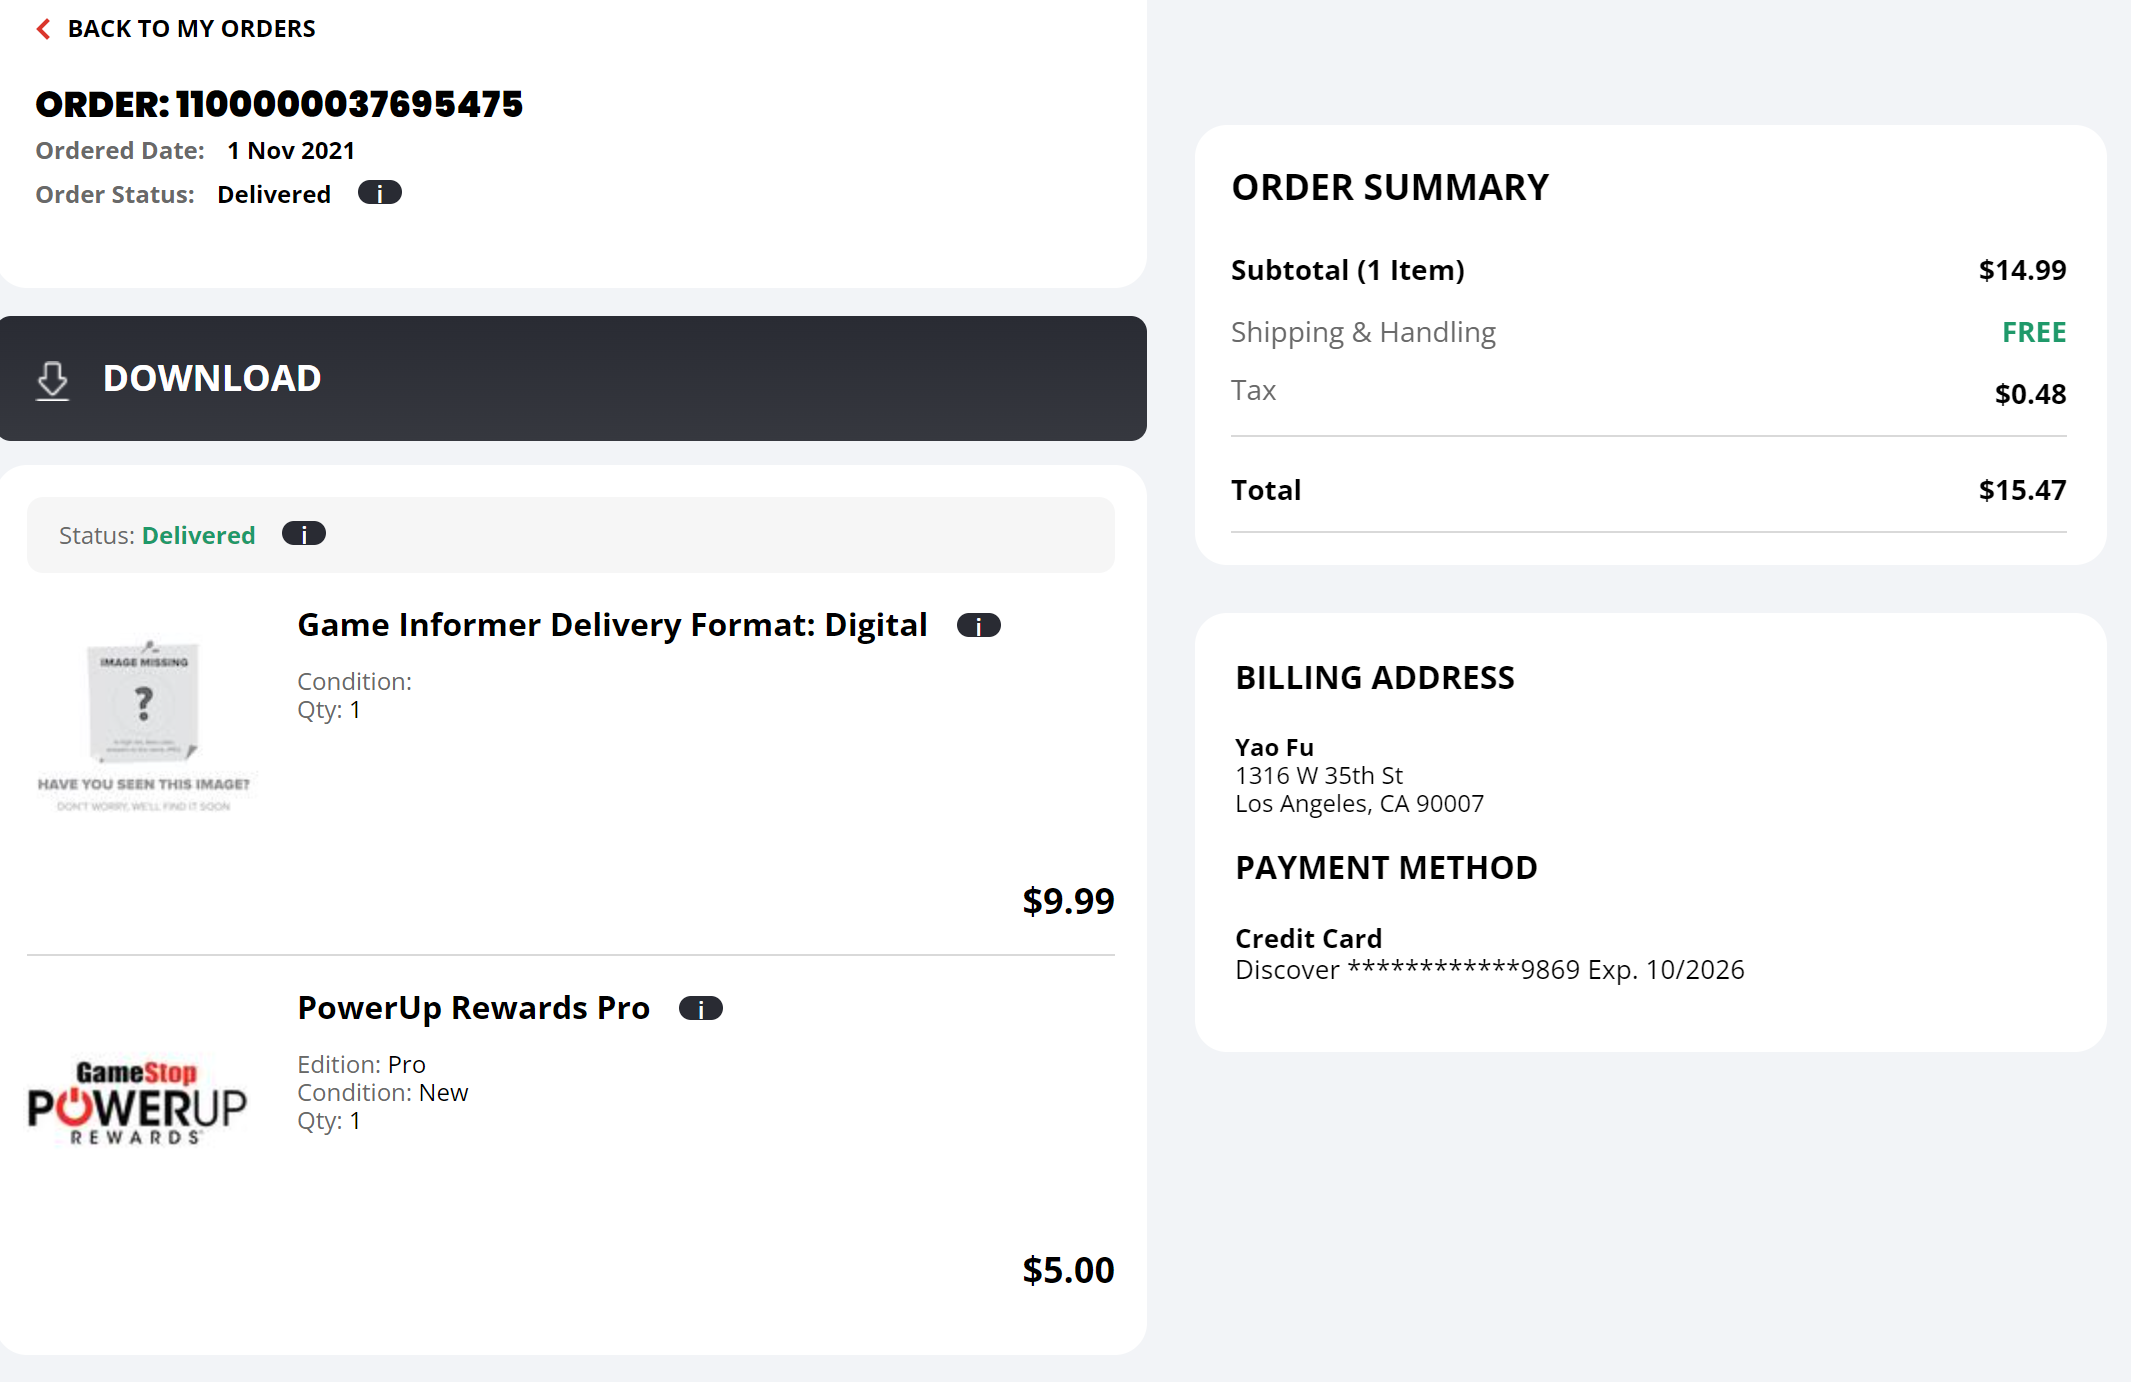 BACK TO MY ORDERS
ORDER: 1100000037695475
Ordered Date: 1 Nov 2021
Order Status: Delivered i
DOWNLOAD
Status: Delivered i
IMAGE MISSING
?
HAVE YOU SEEN THIS IMAGE?
DON'T WORRY, WE'LL FIND IT SOON
Game Informer Delivery Format: Digital i
Condition:
Qty: 1
$9.99
GameStop
POWERUP
REWARDS
PowerUp Rewards Pro i
Edition: Pro
Condition: New
Qty: 1
$5.00
ORDER SUMMARY
Subtotal (1 Item) $14.99
Shipping & Handling FREE
Tax $0.48
Total $15.47
BILLING ADDRESS
Yao Fu
1316 W 35th St
Los Angeles, CA 90007
PAYMENT METHOD
Credit Card
Discover ************9869 Exp. 10/2026